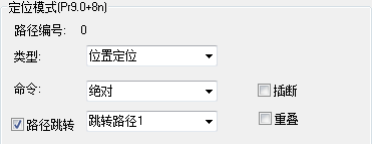 定位模式(Pr9.0+8n)
路径编号: 0
类型: 位置定位
命令: 绝对 插断
路径跳转 跳转路径1 重叠